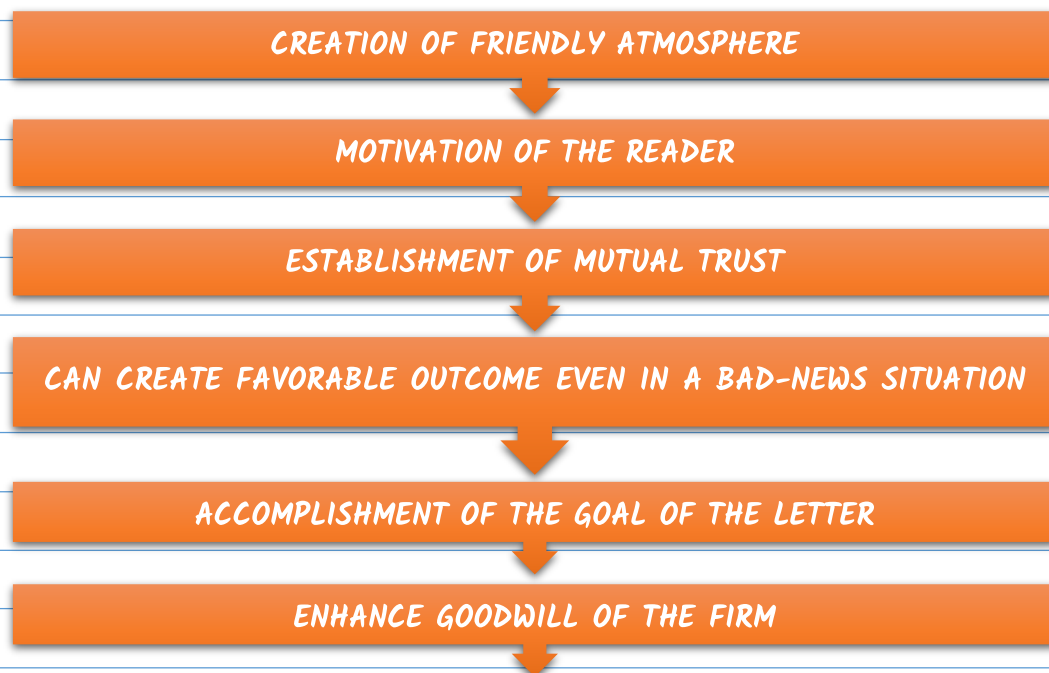 CREATION OF FRIENDLY ATMOSPHERE
MOTIVATION OF THE READER
ESTABLISHMENT OF MUTUAL TRUST
CAN CREATE FAVORABLE OUTCOME EVEN IN A BAD-NEWS SITUATION
ACCOMPLISHMENT OF THE GOAL OF THE LETTER
ENHANCE GOODWILL OF THE FIRM